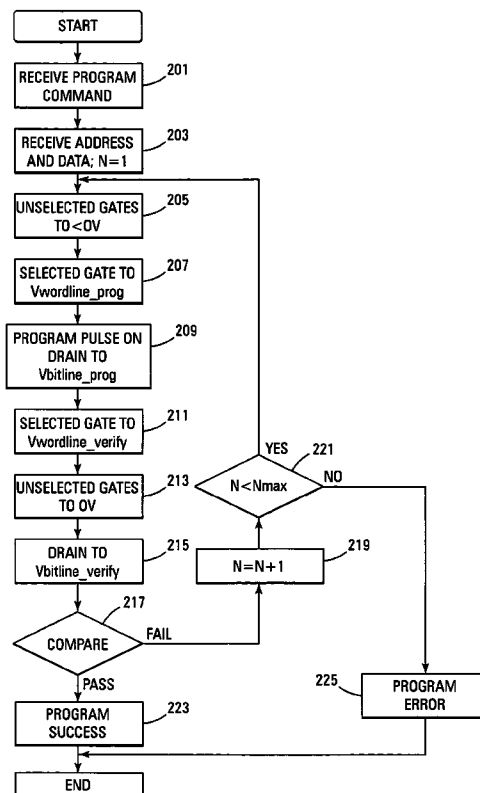 START
RECEIVE PROGRAM
COMMAND
201
RECEIVE ADDRESS
AND DATA; N=1
203
UNSELECTED GATES
TO<0V
205
SELECTED GATE TO
Vwordline_prog
207
PROGRAM PULSE ON
DRAIN TO
Vbitline_prog
209
SELECTED GATE TO
Vwordline_verify
211
UNSELECTED GATES
TO 0V
213
DRAIN TO
Vbitline_verify
215
COMPARE
217
FAIL
PASS
N=N+1
219
N<Nmax
221
YES
NO
PROGRAM
SUCCESS
223
PROGRAM
ERROR
225
END